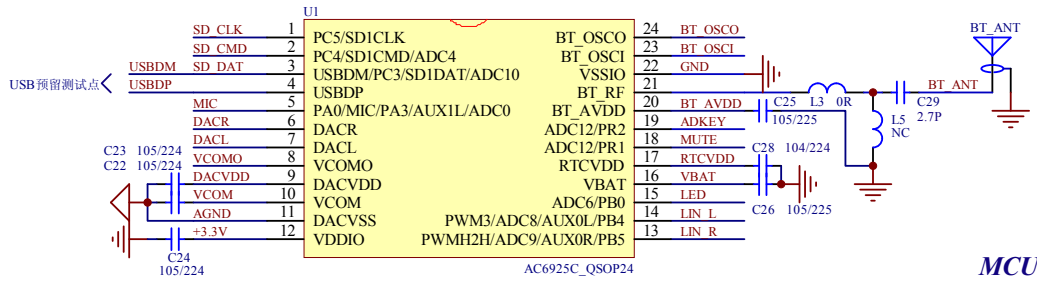 U1
BT_ANT
SD_CLK 1 PC5/SD1CLK BT_OSCO 24 BT_OSCO
SD_CMD 2 PC4/SD1CMD/ADC4 BT_OSCI 23 BT_OSCI
USB预留测试点 USBDM SD_DAT 3 USBDM/PC3/SD1DAT/ADC10 VSSIO 22 GND
USBDP 4 USBDP BT_RF 21 L3 0R C29 2.7P BT_ANT
MIC 5 PA0/MIC/PA3/AUX1L/ADC0 BT_AVDD 20 BT_AVDD C25 105/225
DACR 6 DACR ADC12/PR2 19 ADKEY L5 NC
DACL 7 DACL ADC12/PR1 18 MUTE
C23 105/224
C22 105/224
VCOMO 8 VCOMO RTCVDD 17 RTCVDD C28 104/224
DACVDD 9 DACVDD VBAT 16 VBAT
VCOM 10 VCOM ADC6/PB0 15 LED C26 105/225
AGND 11 DACVSS PWM3/ADC8/AUX0L/PB4 14 LIN_L
+3.3V 12 VDDIO PWMH2H/ADC9/AUX0R/PB5 13 LIN_R
C24
105/224
AC6925C_QSOP24
MCU